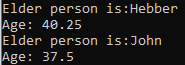 Elder person is:Hebber
Age: 40.25
Elder person is:John
Age: 37.5